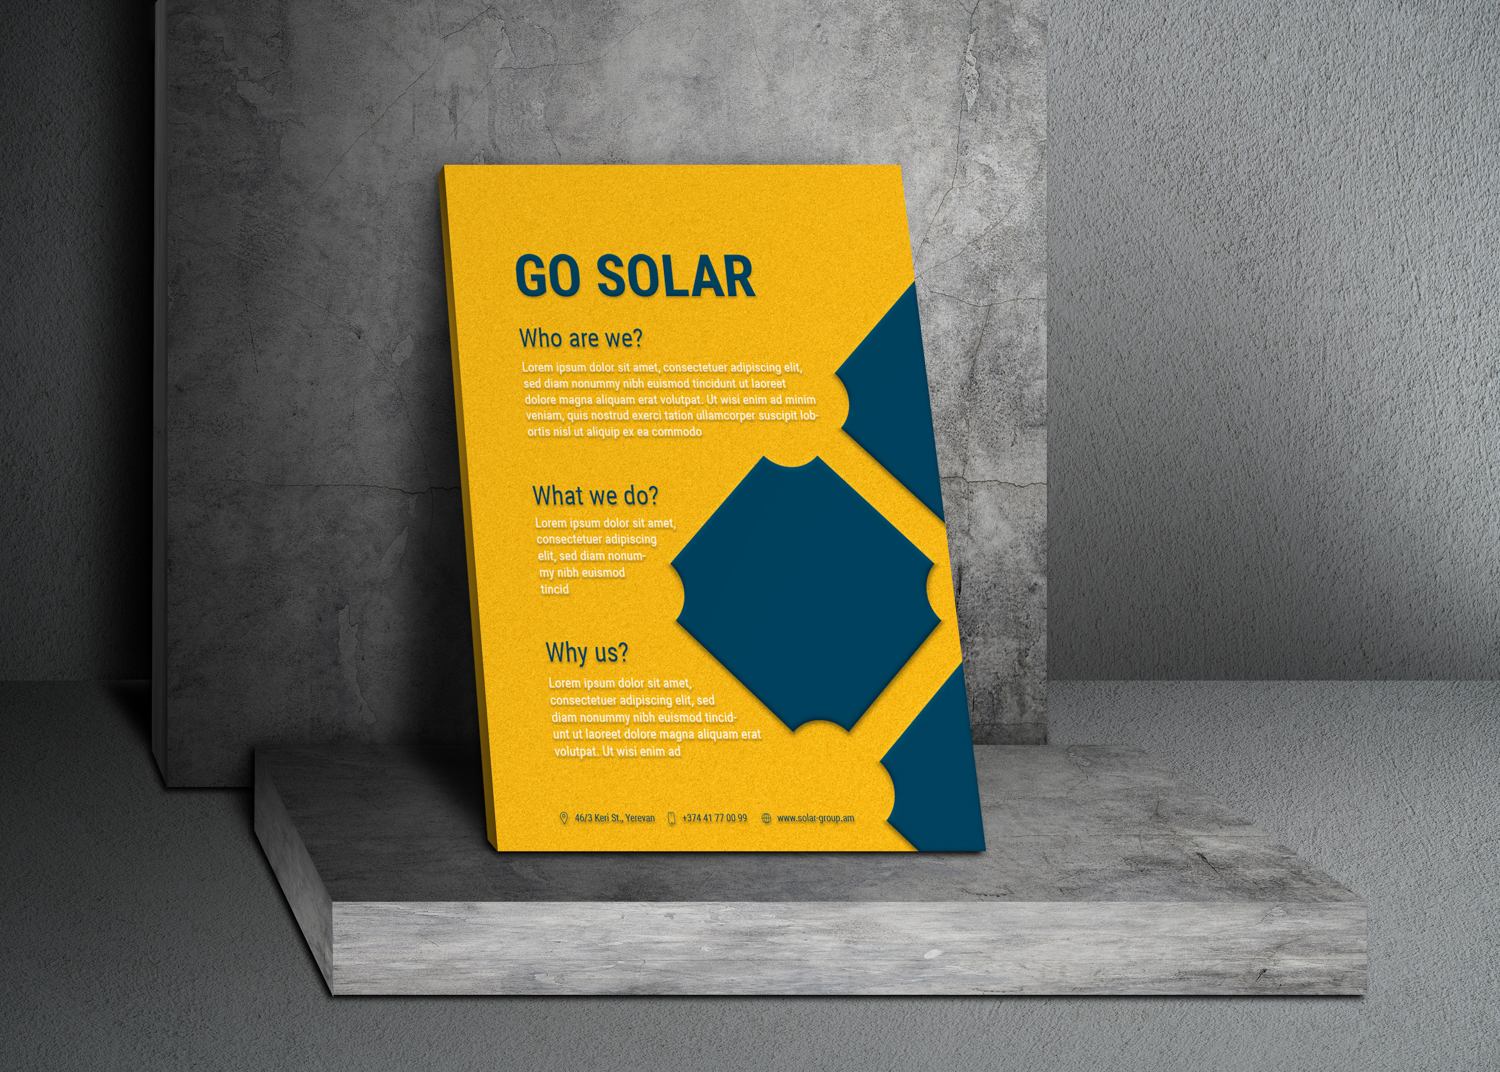 GO SOLAR
Who are we?
Lorem ipsum dolor sit amet, consectetuer adipiscing elit,
sed diam nonummy nibh euismod tincidunt ut laoreet
dolore magna aliquam erat volutpat. Ut wisi enim ad minim
veniam, quis nostrud exerci tation ullamcorper suscipit lob-
ortis nisl ut aliquip ex ea commodo
What we do?
Lorem ipsum dolor sit amet,
consectetuer adipiscing
elit, sed diam nonum-
my nibh euismod
tincid
Why us?
Lorem ipsum dolor sit amet,
consectetuer adipiscing elit, sed
diam nonummy nibh euismod tincid-
unt ut laoreet dolore magna aliquam erat
volutpat. Ut wisi enim ad
46/3 Keri St., Yerevan +374 41 77 00 99 www.solar-group.am